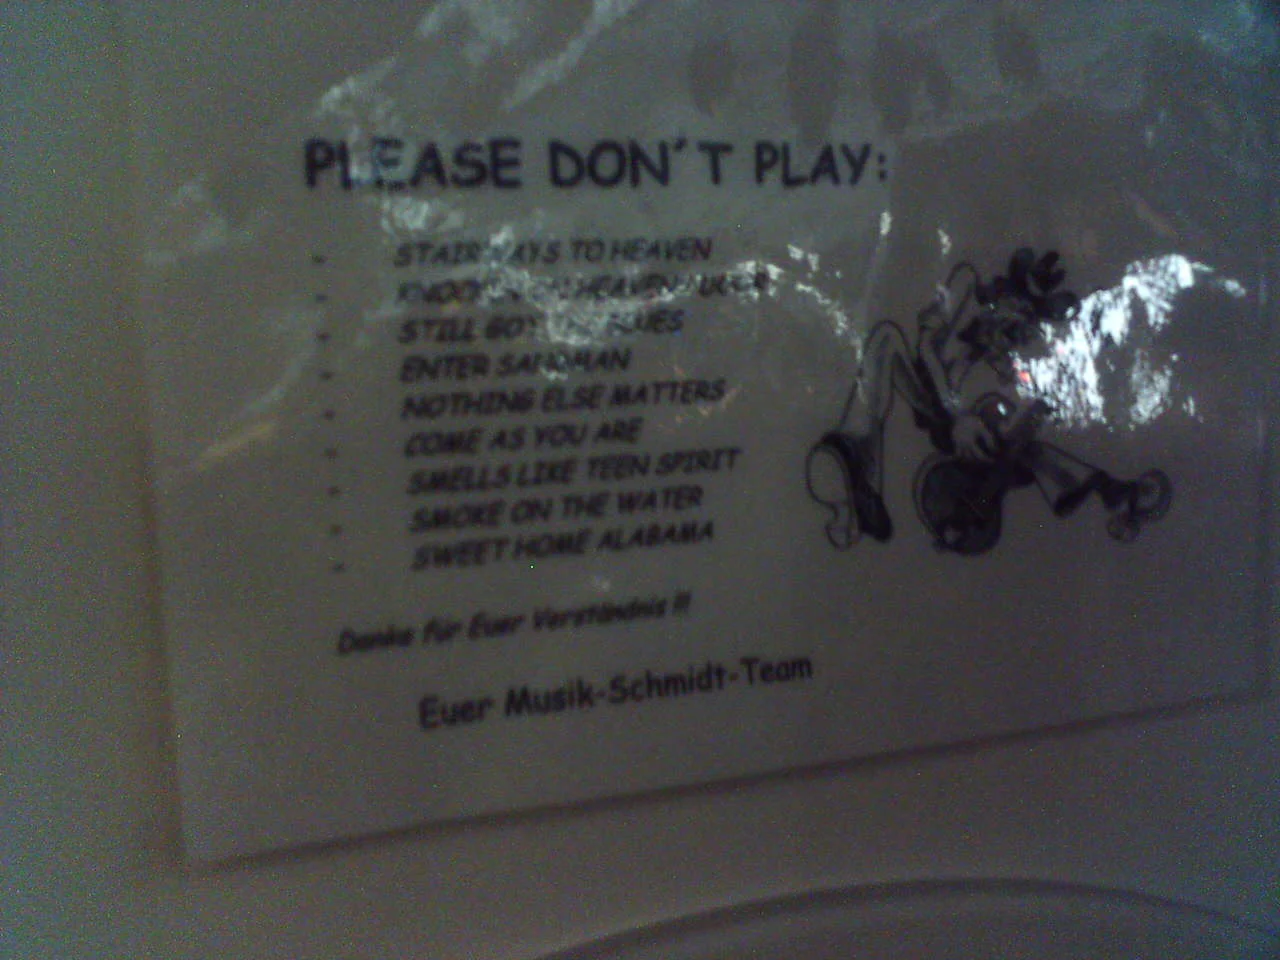 PLEASE DON'T PLAY:
- STAIRWAYS TO HEAVEN
- HEAVEN
- STILL GOT THE BLUES
- ENTER SANDMAN
- NOTHING ELSE MATTERS
- COME AS YOU ARE
- SMELLS LIKE TEEN SPIRIT
- SMOKE ON THE WATER
- SWEET HOME ALABAMA
Danke für Euer Verständnis !!!
Euer Musik-Schmidt-Team